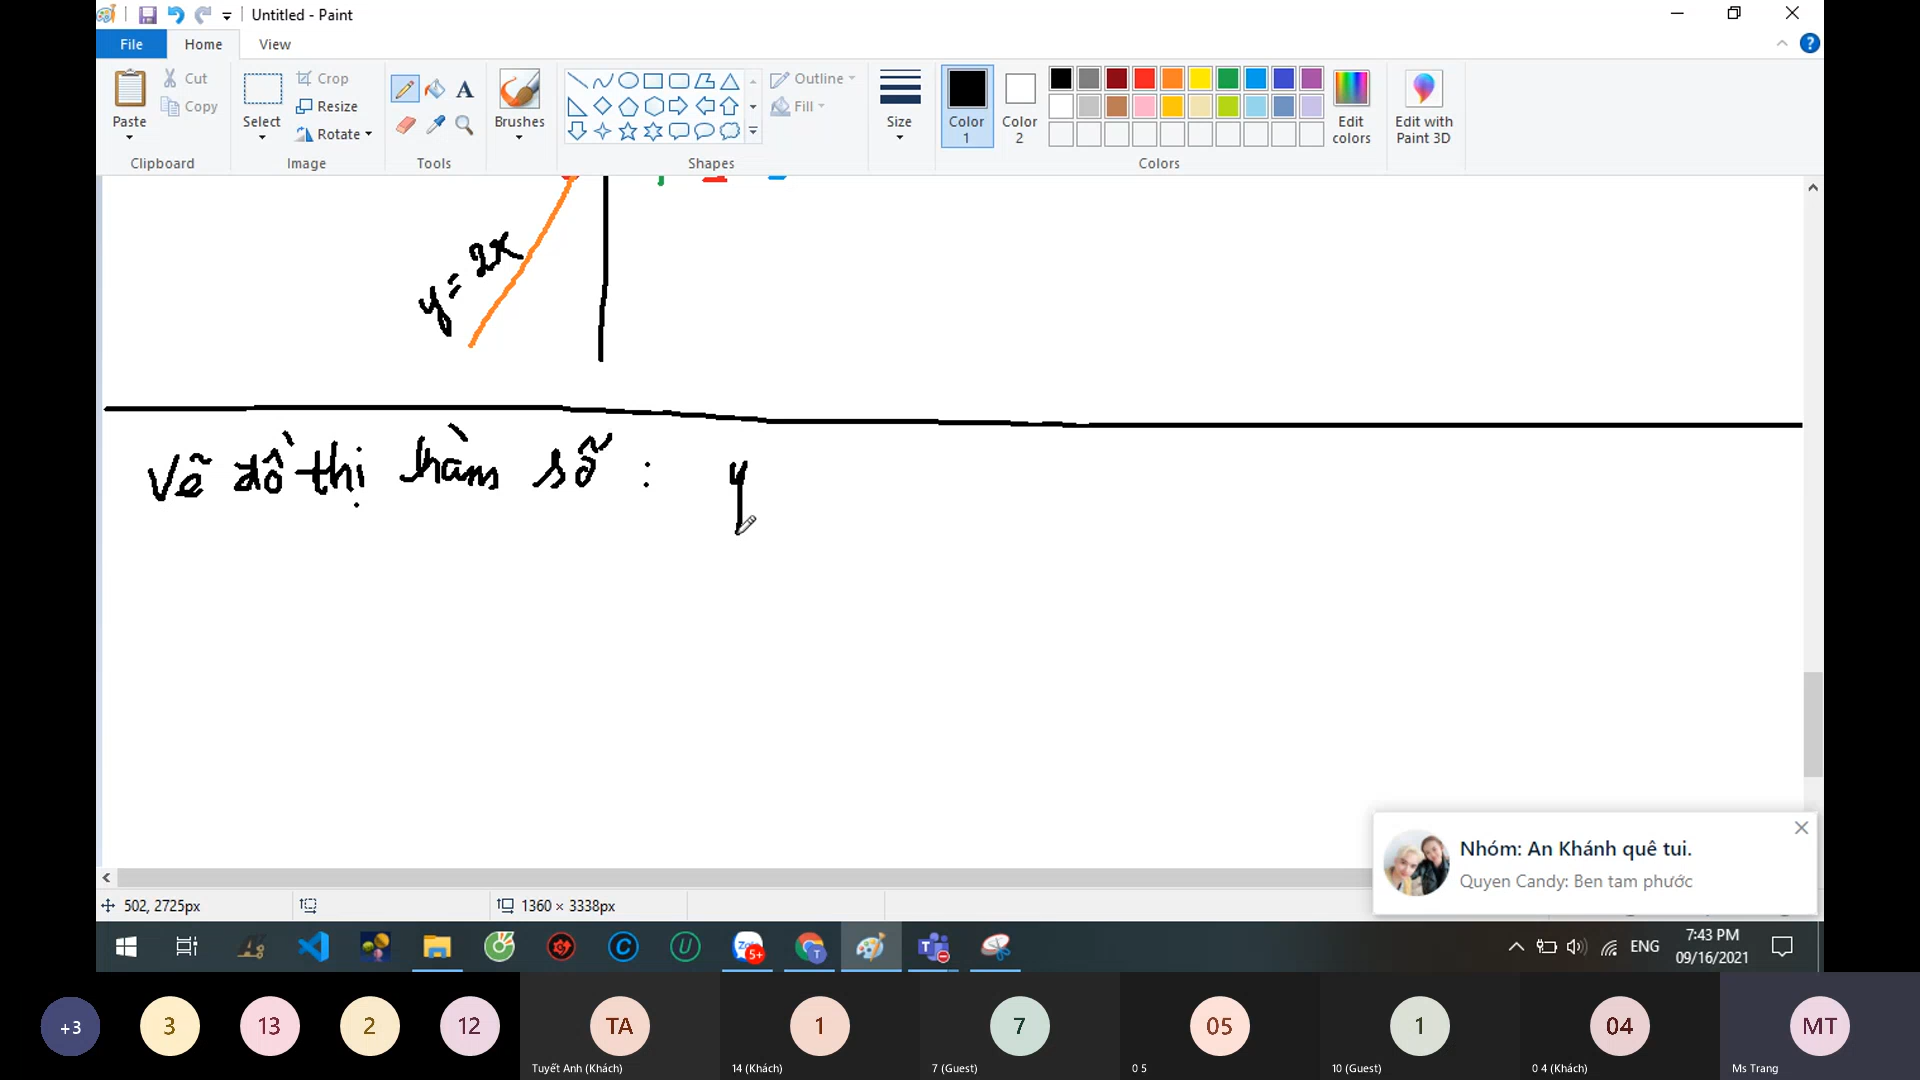 Untitled - Paint
File Home View
Cut
Copy
Paste
Clipboard
Select
Crop
Resize
Rotate
Image
Tools
Brushes
Shapes
Outline
Fill
Size
Color 1
Color 2
Colors
Edit colors
Edit with Paint 3D
y = 2x
Vẽ đồ thị hàm số : y
Nhóm: An Khánh quê tui.
Quyen Candy: Ben tam phước
502, 2725px
1360 × 3338px
5+
T
ENG
7:43 PM
09/16/2021
+3 3 13 2 12 TA 1 7 05 1 04 MT
Tuyết Anh (Khách) 14 (Khách) 7 (Guest) 0 5 10 (Guest) 0 4 (Khách) Ms Trang